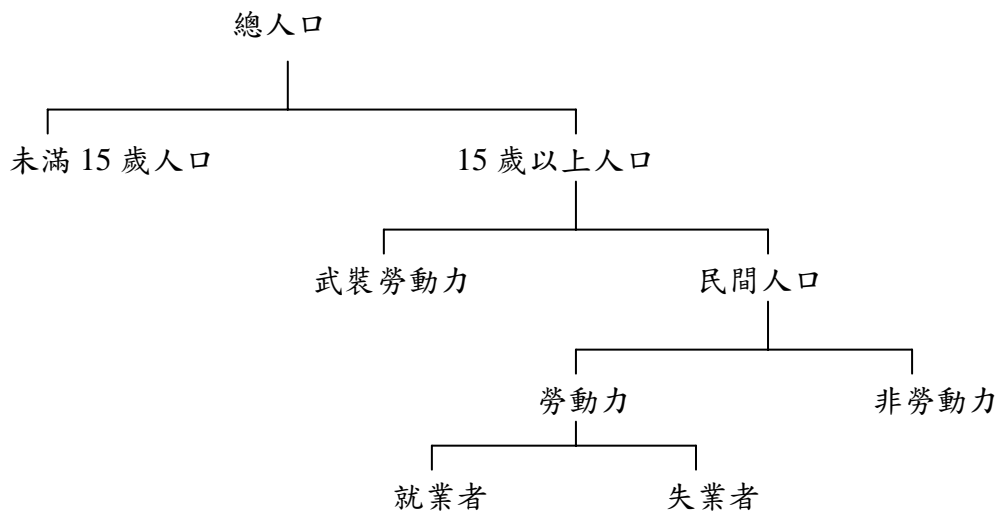 總人口
未滿 15 歲人口
15 歲以上人口
武裝勞動力
民間人口
勞動力
非勞動力
就業者
失業者